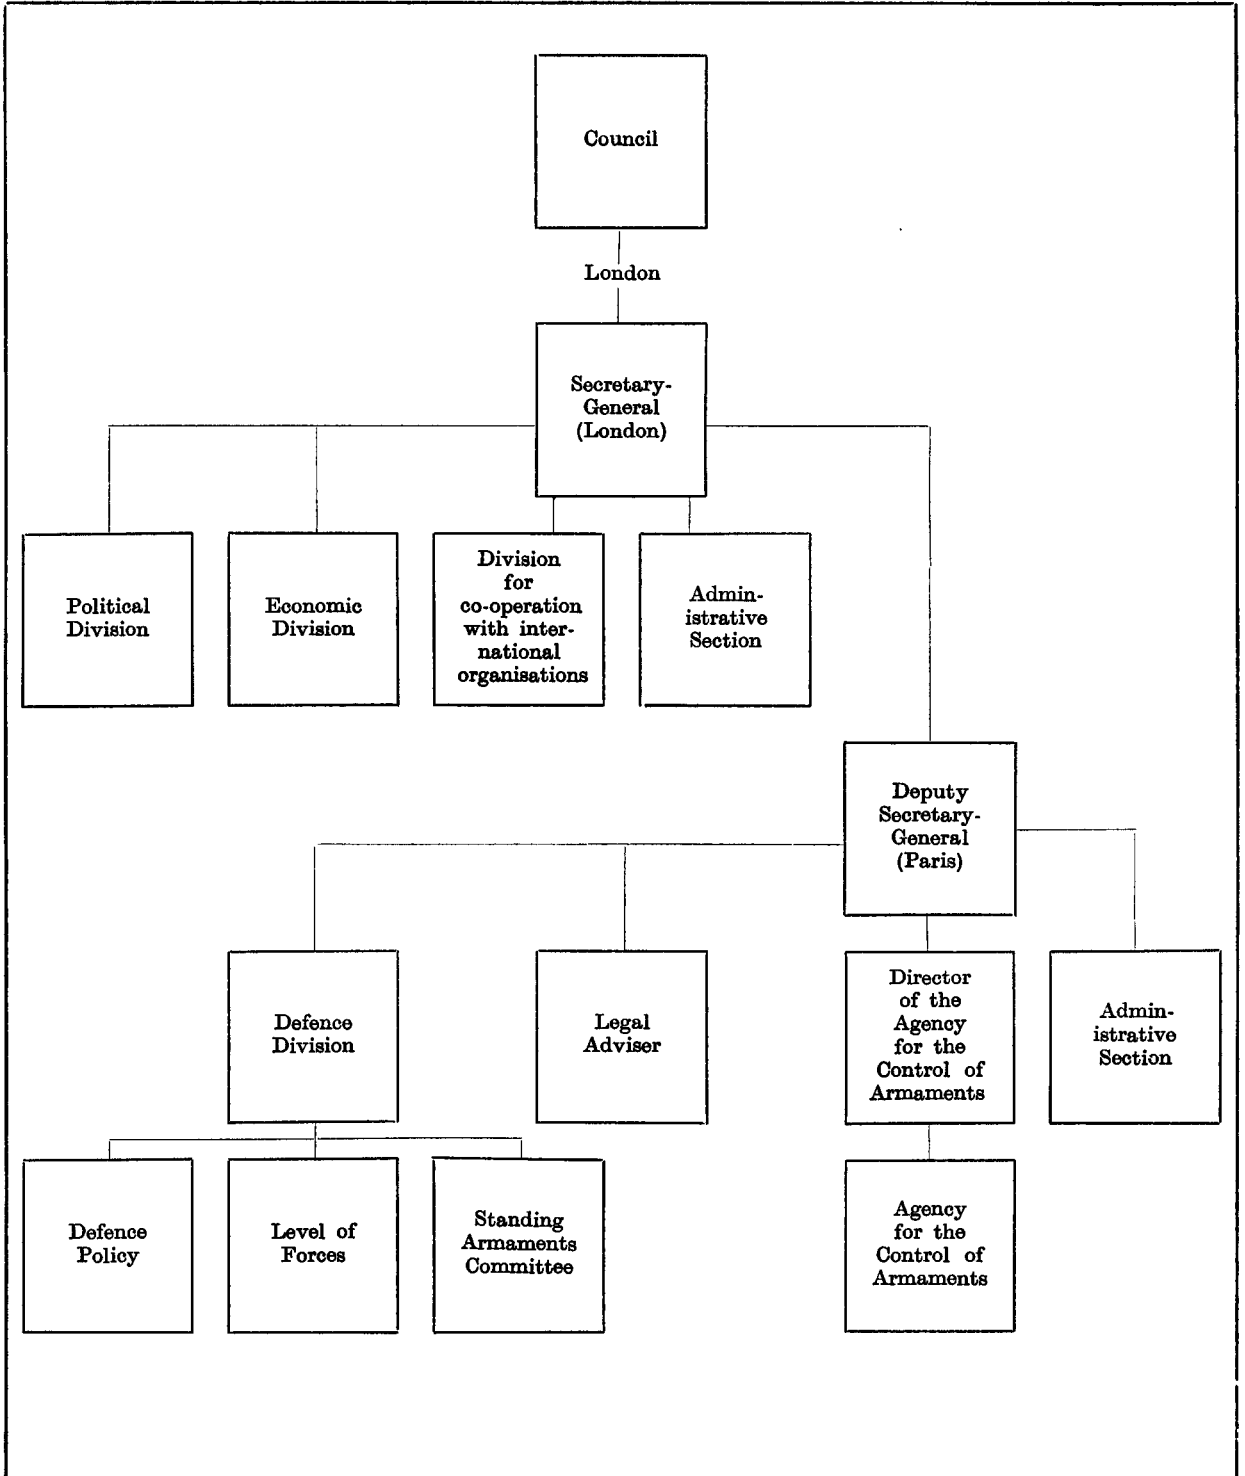 Council
London
Secretary-
General
(London)
Political
Division
Economic
Division
Division
for
co-operation
with inter-
national
organisations
Admin-
istrative
Section
Deputy
Secretary-
General
(Paris)
Defence
Division
Legal
Adviser
Director
of the
Agency
for the
Control of
Armaments
Admin-
istrative
Section
Defence
Policy
Level of
Forces
Standing
Armaments
Committee
Agency
for the
Control of
Armaments